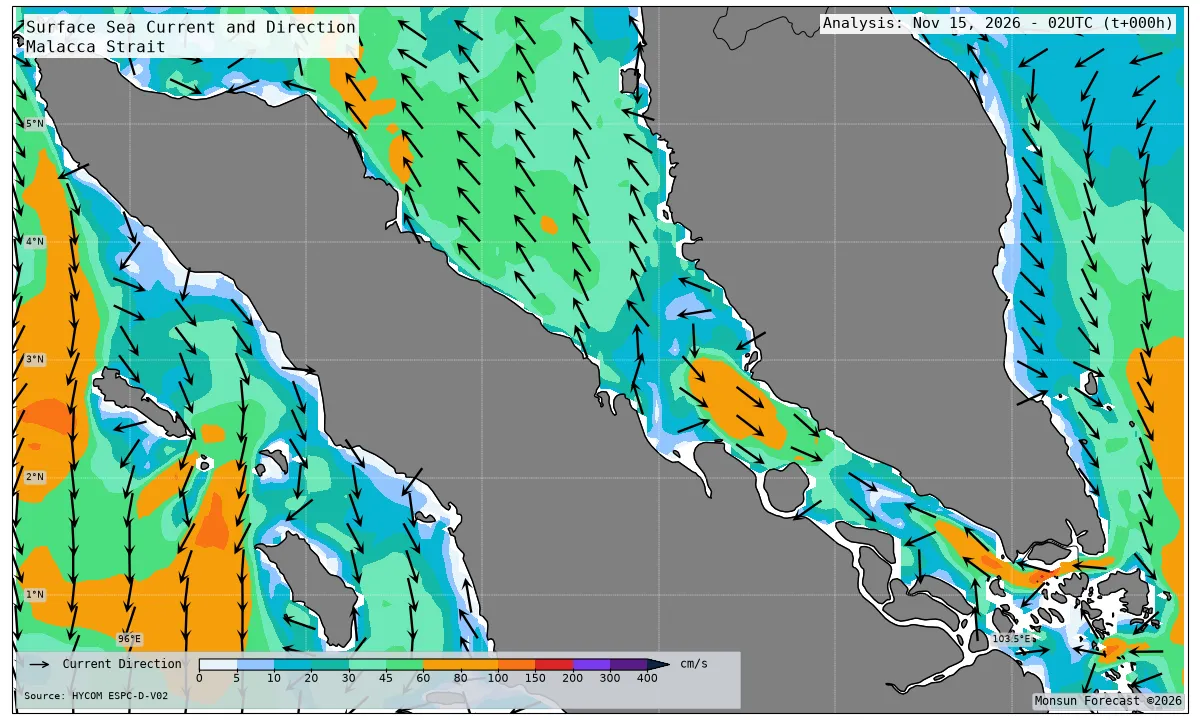 Surface Sea Current and Direction
Malacca Strait
Analysis: Nov 15, 2026 - 02UTC (t+000h)
5°N
4°N
3°N
2°N
1°N
96°E
103.5°E
Current Direction
0 5 10 20 30 45 60 80 100 150 200 300 400
cm/s
Source: HYCOM ESPC-D-V02
Monsun Forecast ©2026